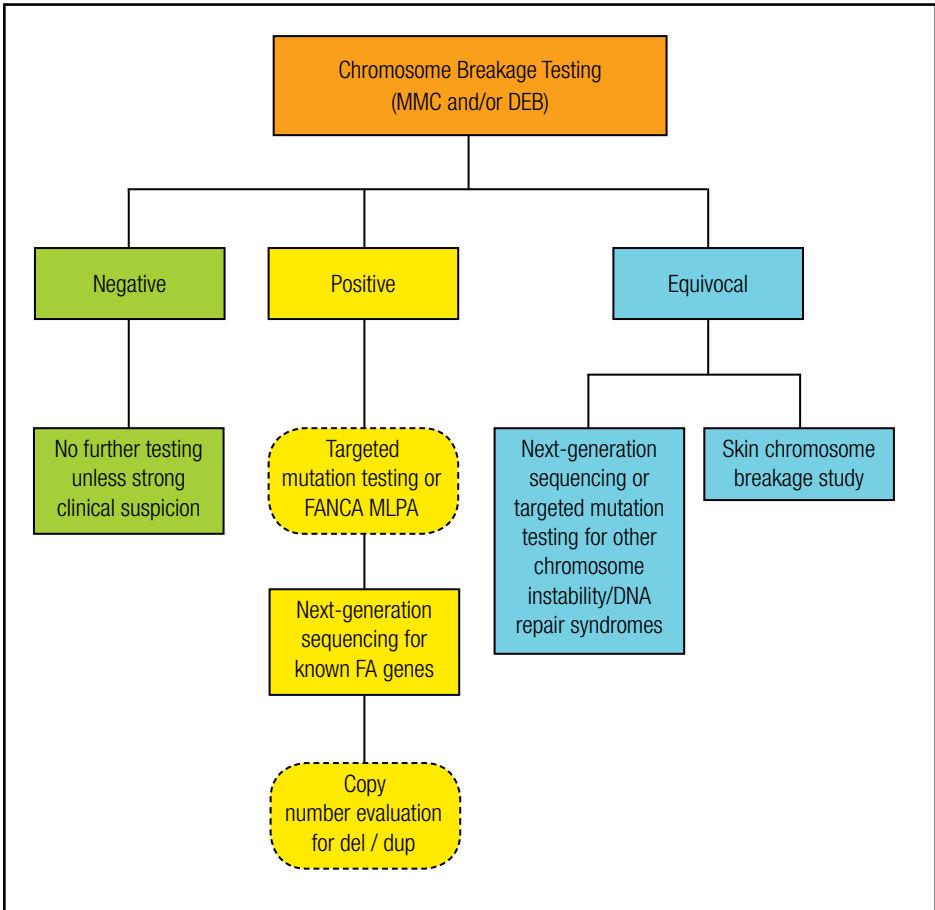 Chromosome Breakage Testing
(MMC and/or DEB)
Negative
Positive
Equivocal
No further testing
unless strong
clinical suspicion
Targeted
mutation testing or
FANCA MLPA
Next-generation
sequencing or
targeted mutation
testing for other
chromosome
instability/DNA
repair syndromes
Skin chromosome
breakage study
Next-generation
sequencing for
known FA genes
Copy
number evaluation
for del / dup